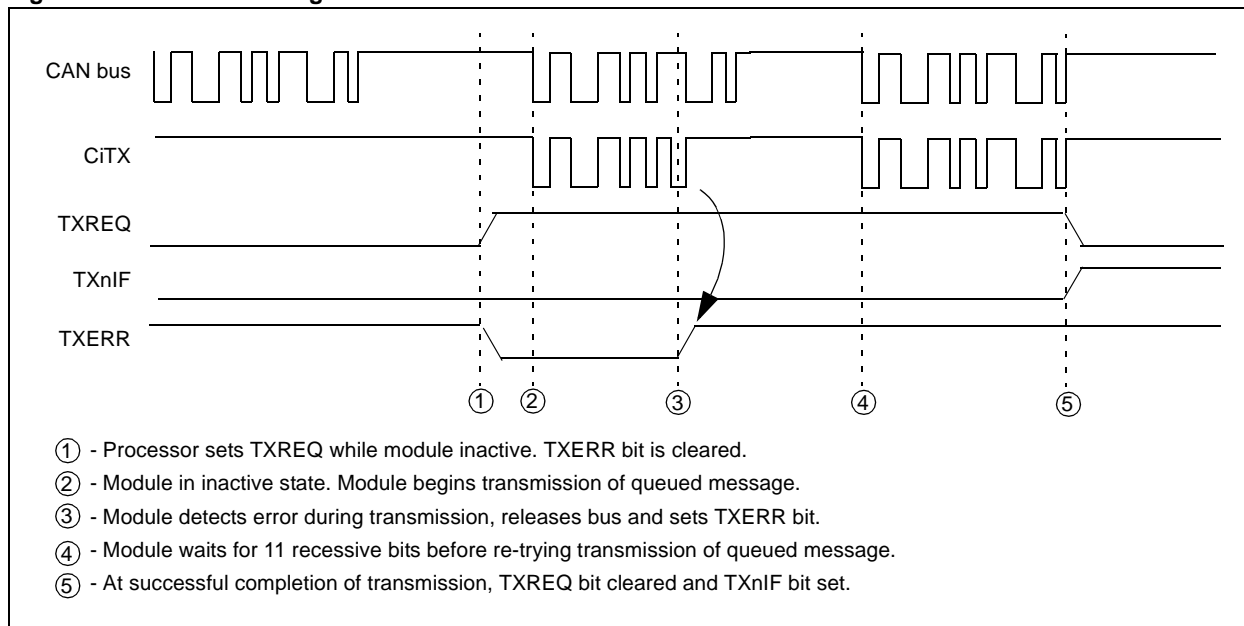 CAN bus
CiTX
TXREQ
TXnIF
TXERR
1 2 3 4 5
1 - Processor sets TXREQ while module inactive. TXERR bit is cleared.
2 - Module in inactive state. Module begins transmission of queued message.
3 - Module detects error during transmission, releases bus and sets TXERR bit.
4 - Module waits for 11 recessive bits before re-trying transmission of queued message.
5 - At successful completion of transmission, TXREQ bit cleared and TXnIF bit set.